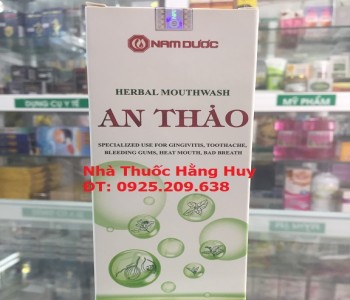 NAM DƯỢC
HERBAL MOUTHWASH
AN THẢO
SPECIALIZED USE FOR GINGIVITIS, TOOTHACHE,
BLEEDING GUMS, HEAT MOUTH, BAD BREATH
DỤNG CỤ Y TẾ
MỸ PHẨM
Nhà Thuốc Hằng Huy
ĐT: 0925.209.638